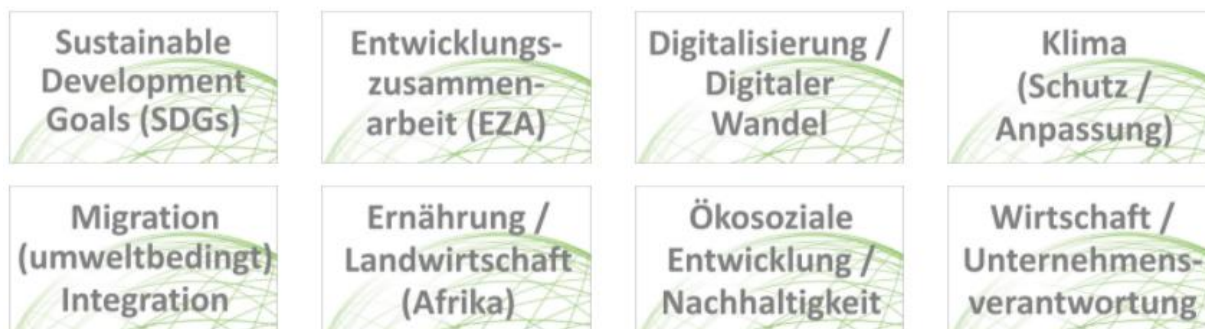 Sustainable
Development
Goals (SDGs)
Entwicklungs-
zusammen-
arbeit (EZA)
Digitalisierung /
Digitaler
Wandel
Klima
(Schutz /
Anpassung)
Migration
(umweltbedingt)
Integration
Ernährung /
Landwirtschaft
(Afrika)
Ökosoziale
Entwicklung /
Nachhaltigkeit
Wirtschaft /
Unternehmens-
verantwortung